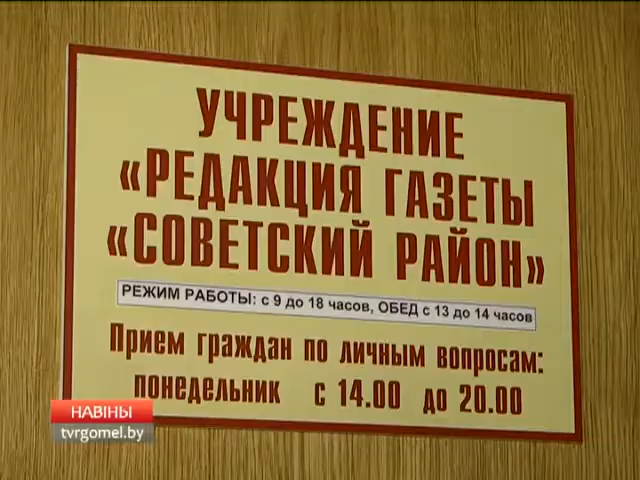 УЧРЕЖДЕНИЕ
«РЕДАКЦИЯ ГАЗЕТЫ
«СОВЕТСКИЙ РАЙОН»
РЕЖИМ РАБОТЫ: с 9 до 18 часов, ОБЕД с 13 до 14 часов
Прием граждан по личным вопросам:
понедельник с 14.00 до 20.00
НАВІНЫ
tvrgomel.by